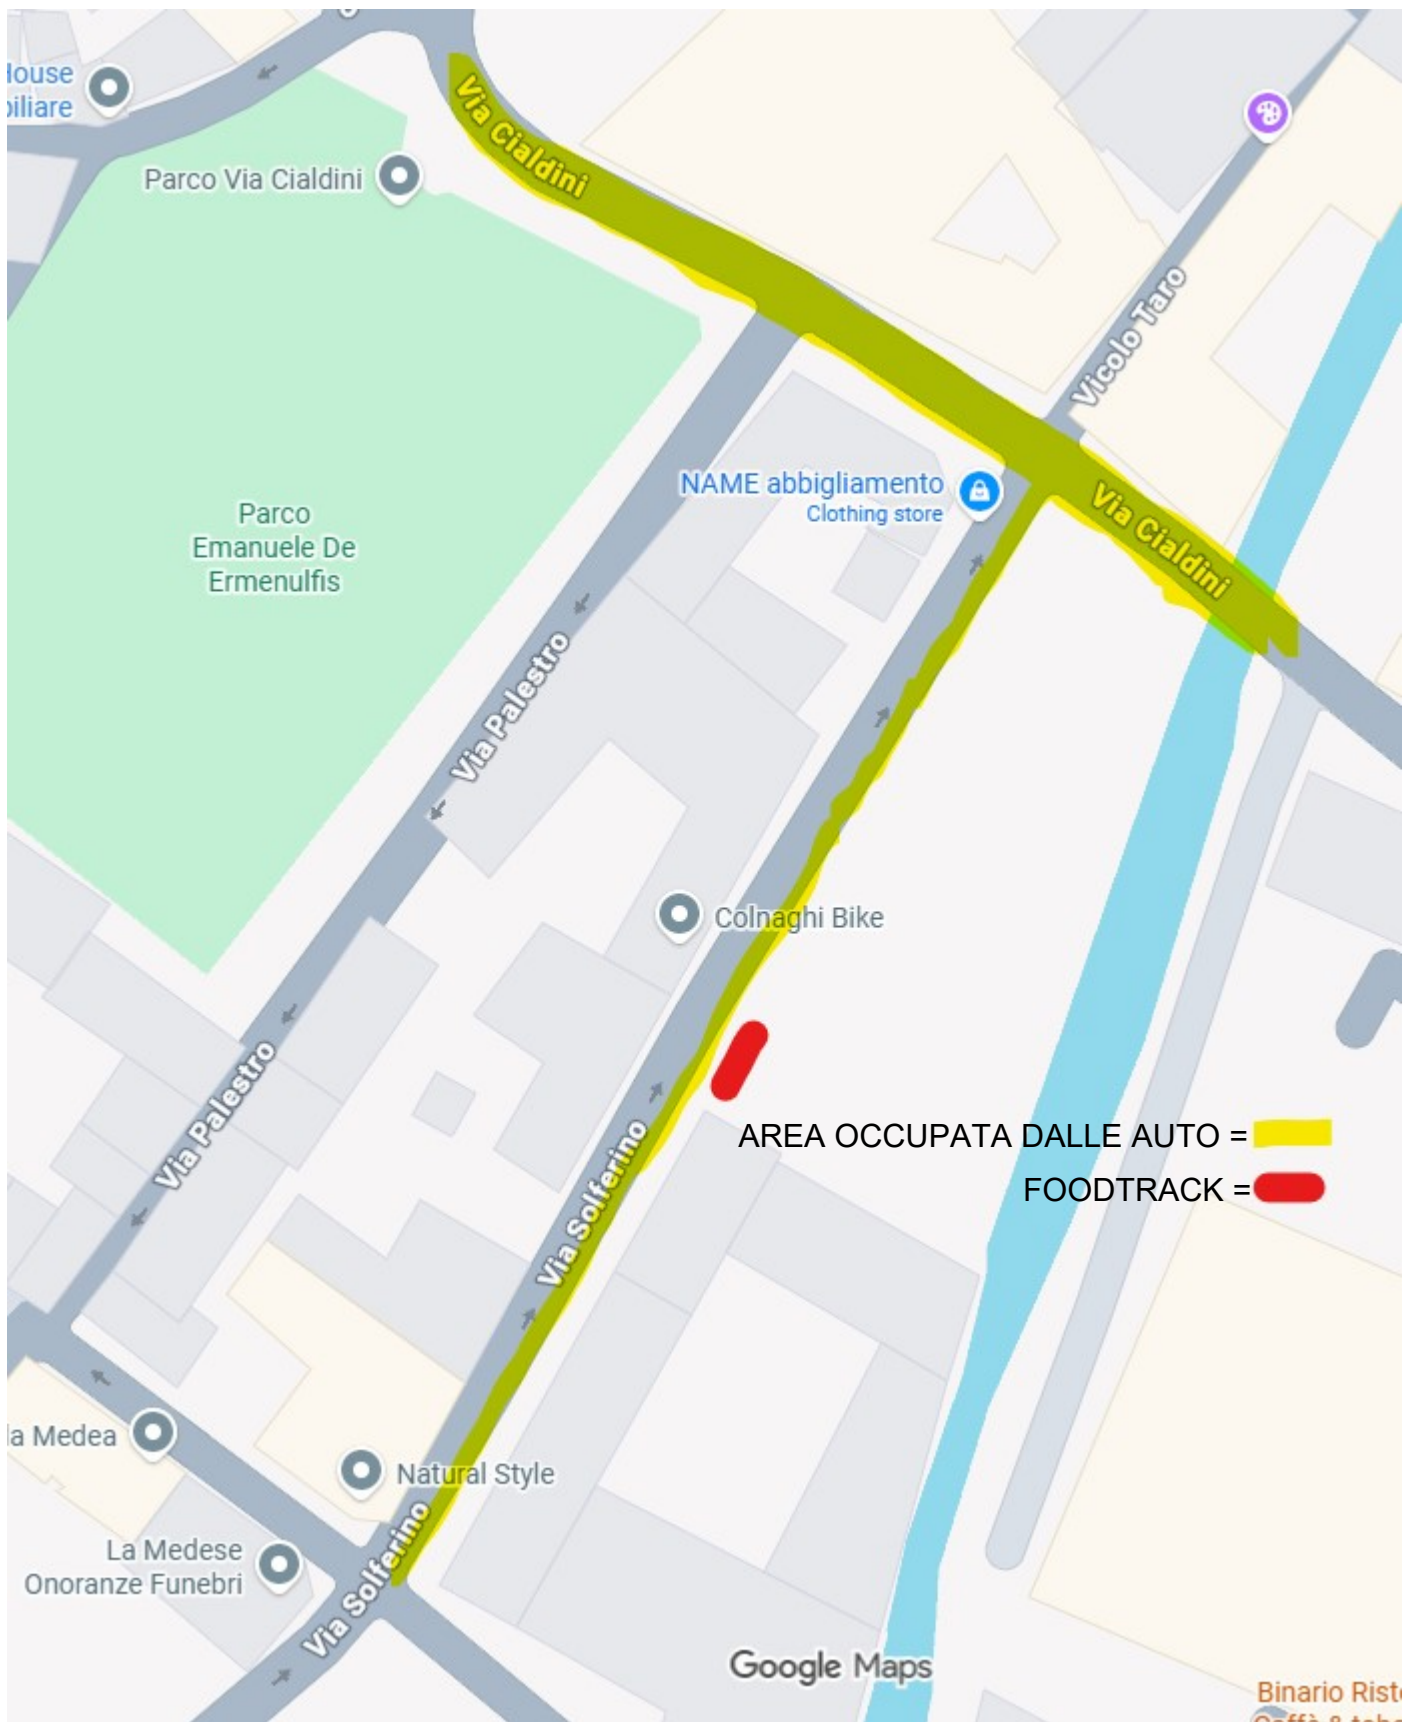 House
biliare
Via Cialdini
Parco Via Cialdini
Vicolo Taro
NAME abbigliamento
Clothing store
Via Cialdini
Parco
Emanuele De
Ermenulfis
Via Palestro
Colnaghi Bike
Via Palestro
AREA OCCUPATA DALLE AUTO =
FOODTRACK =
Via Solferino
la Medea
Natural Style
La Medese
Onoranze Funebri
Via Solferino
Google Maps
Binario Risto